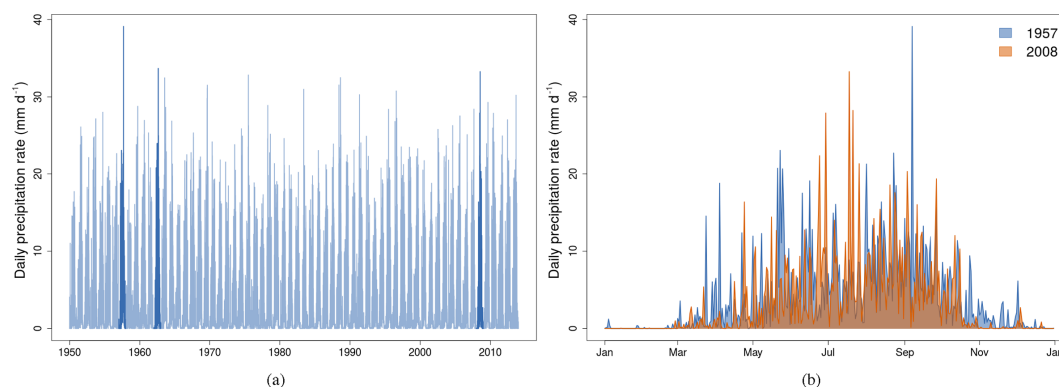 Daily precipitation rate (mm d⁻¹)
40
30
20
10
0
1950
1960
1970
1980
1990
2000
2010
(a)
Daily precipitation rate (mm d⁻¹)
40
30
20
10
0
1957
2008
Jan
Mar
May
Jul
Sep
Nov
Jan
(b)